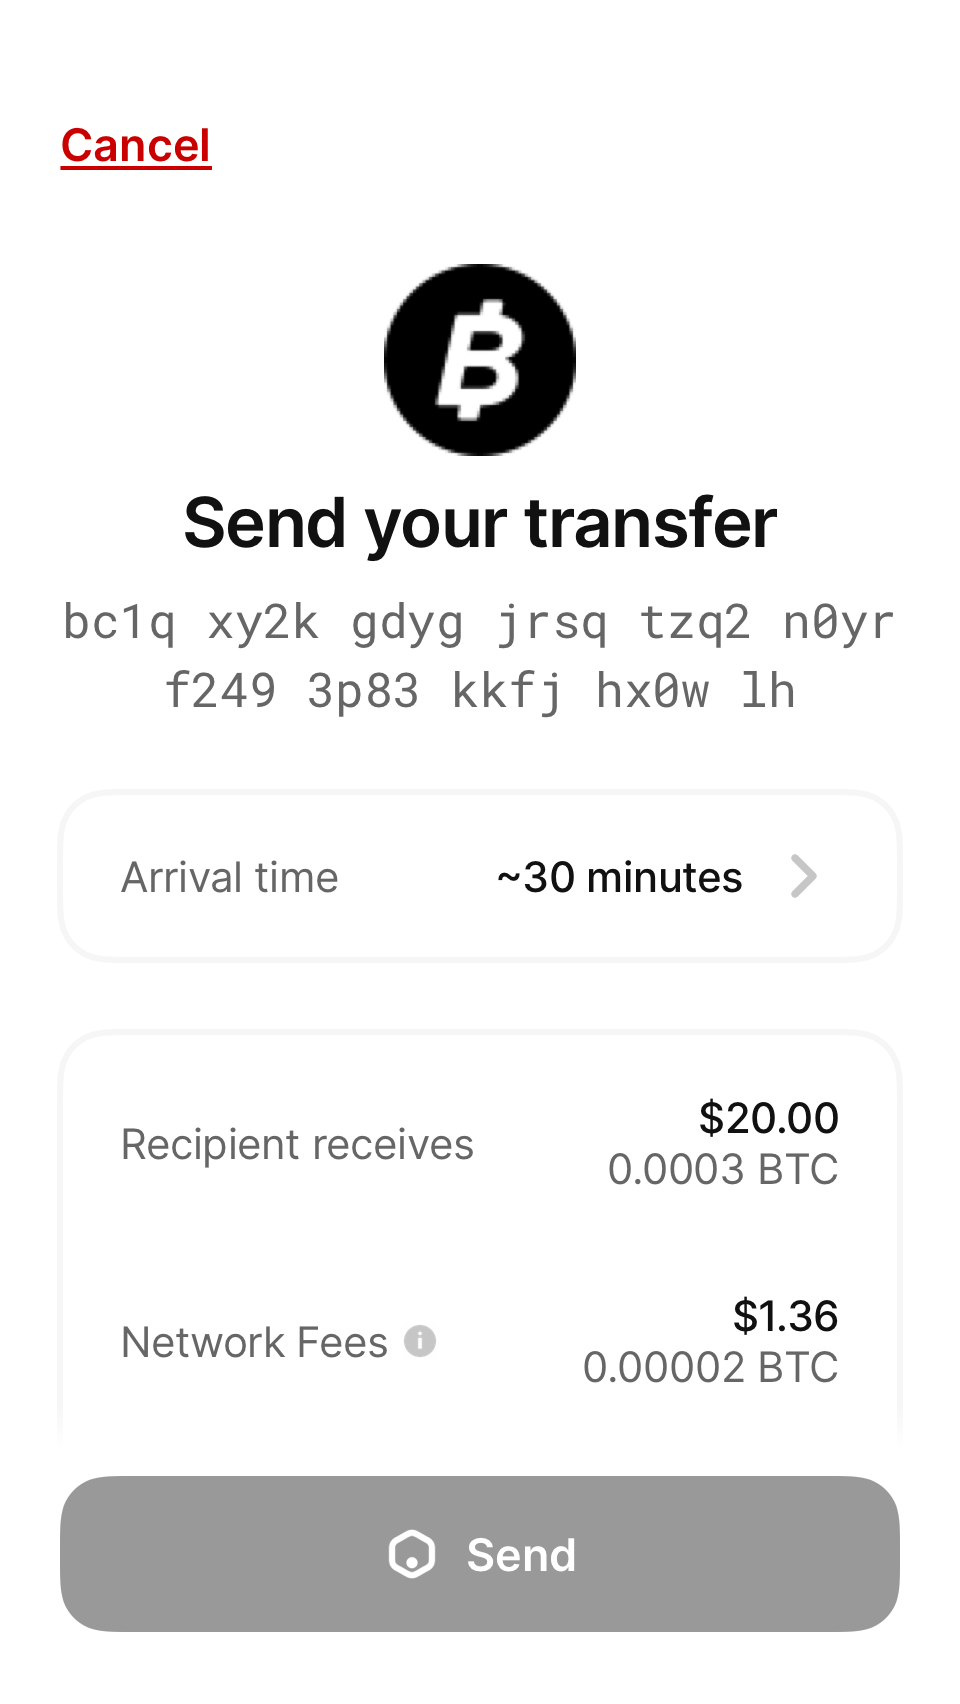 Cancel
Send your transfer
bc1q xy2k gdyg jrsq tzq2 n0yr
f249 3p83 kkfj hx0w lh
Arrival time ~30 minutes
Recipient receives $20.00
0.0003 BTC
Network Fees $1.36
0.00002 BTC
Send